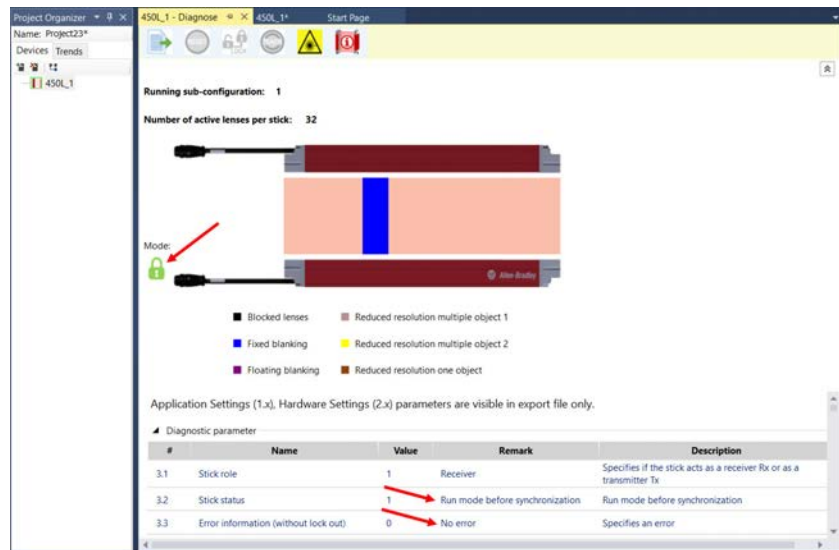 Project Organizer
450L_1 - Diagnose
450L_1*
Start Page
Name: Project23*
Devices Trends
450L_1
LOCK
Running sub-configuration: 1
Number of active lenses per stick: 32
Mode:
Allen-Bradley
Blocked lenses
Reduced resolution multiple object 1
Fixed blanking
Reduced resolution multiple object 2
Floating blanking
Reduced resolution one object
Application Settings (1.x), Hardware Settings (2.x) parameters are visible in export file only.
Diagnostic parameter
# Name Value Remark Description
3.1 Stick role 1 Receiver Specifies if the stick acts as a receiver Rx or as a
transmitter Tx
3.2 Stick status 1 Run mode before synchronization Run mode before synchronization
3.3 Error information (without lock out) 0 No error Specifies an error